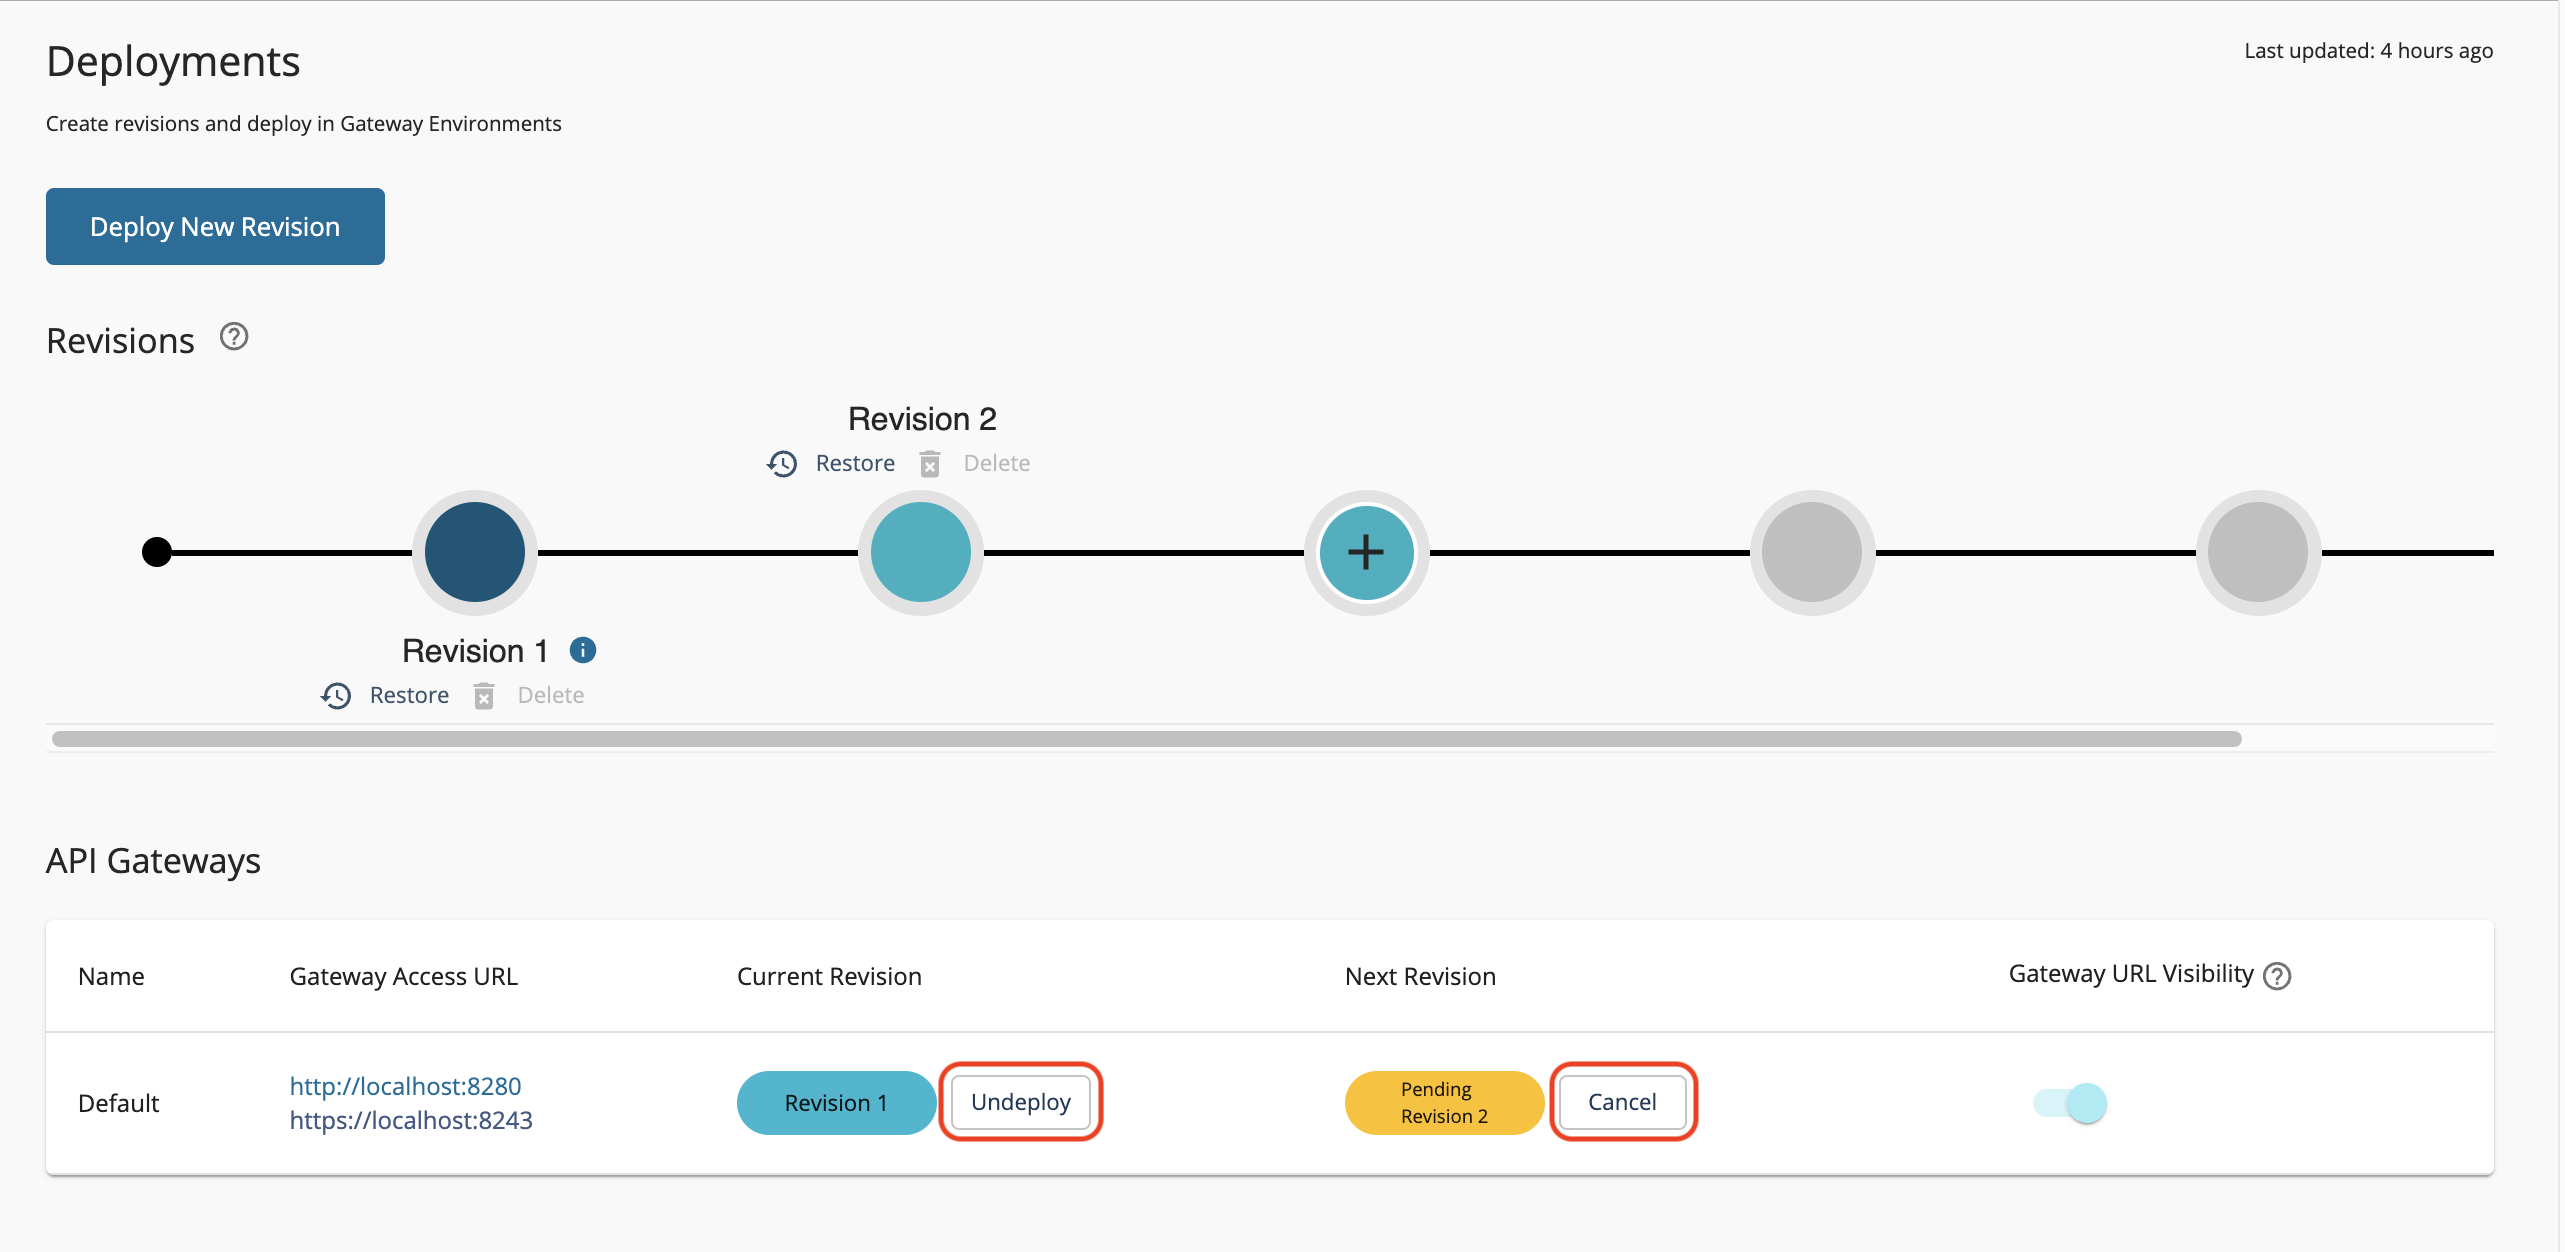 Deployments
Last updated: 4 hours ago
Create revisions and deploy in Gateway Environments
Deploy New Revision
Revisions
Revision 2
Restore Delete
Revision 1
Restore Delete
API Gateways
Name Gateway Access URL Current Revision Next Revision Gateway URL Visibility
Default
http://localhost:8280
https://localhost:8243
Revision 1
Undeploy
Pending
Revision 2
Cancel